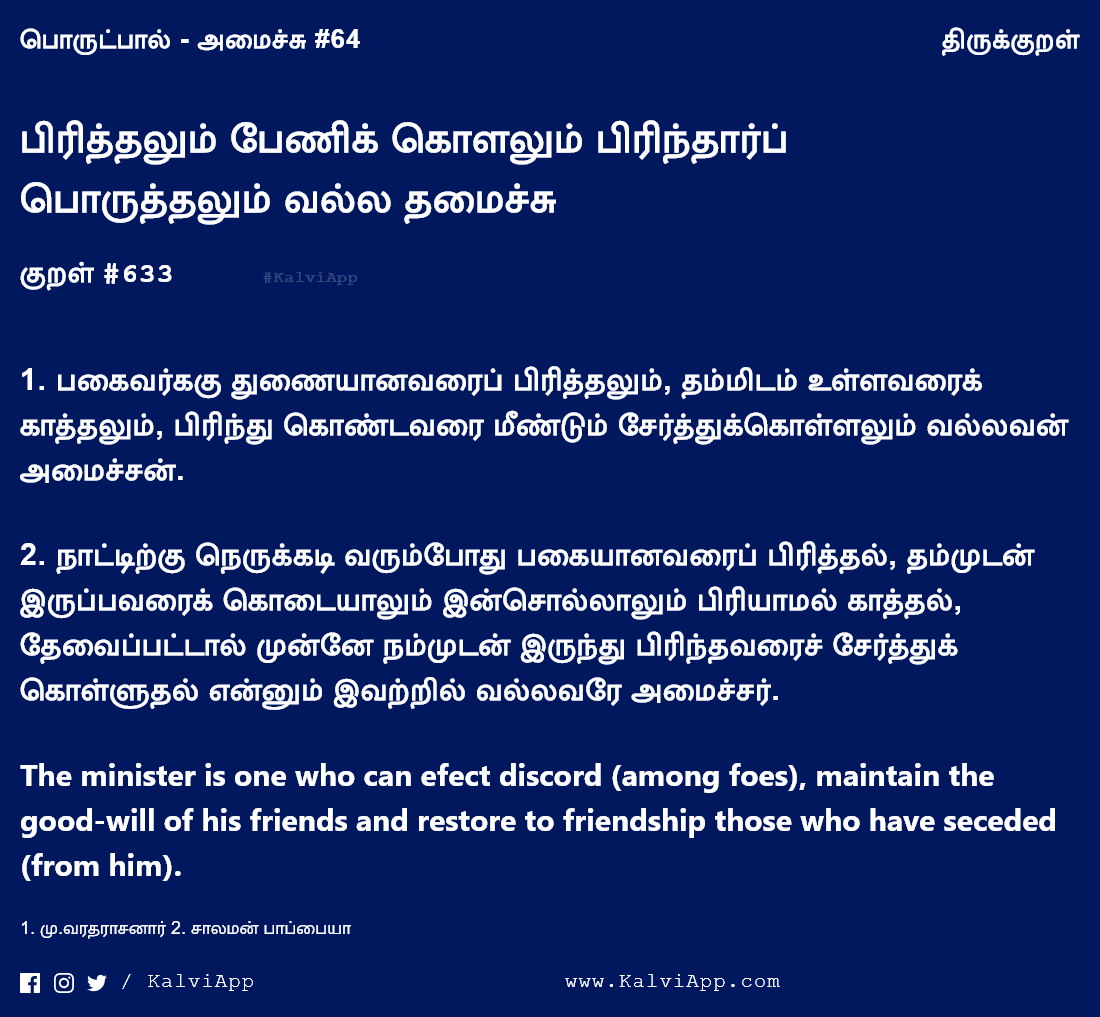 பொருட்பால் - அமைச்சு #64 திருக்குறள்
பிரித்தலும் பேணிக் கொளலும் பிரிந்தார்ப்
பொருத்தலும் வல்ல தமைச்சு
குறள் #633 #KalviApp
1. பகைவர்ககு துணையானவரைப் பிரித்தலும், தம்மிடம் உள்ளவரைக்
காத்தலும், பிரிந்து கொண்டவரை மீண்டும் சேர்த்துக்கொள்ளலும் வல்லவன்
அமைச்சன்.
2. நாட்டிற்கு நெருக்கடி வரும்போது பகையானவரைப் பிரித்தல், தம்முடன்
இருப்பவரைக் கொடையாலும் இன்சொல்லாலும் பிரியாமல் காத்தல்,
தேவைப்பட்டால் முன்னே நம்முடன் இருந்து பிரிந்தவரைச் சேர்த்துக்
கொள்ளுதல் என்னும் இவற்றில் வல்லவரே அமைச்சர்.
The minister is one who can efect discord (among foes), maintain the
good-will of his friends and restore to friendship those who have seceded
(from him).
1. மு.வரதராசனார் 2. சாலமன் பாப்பையா
/ KalviApp www.KalviApp.com